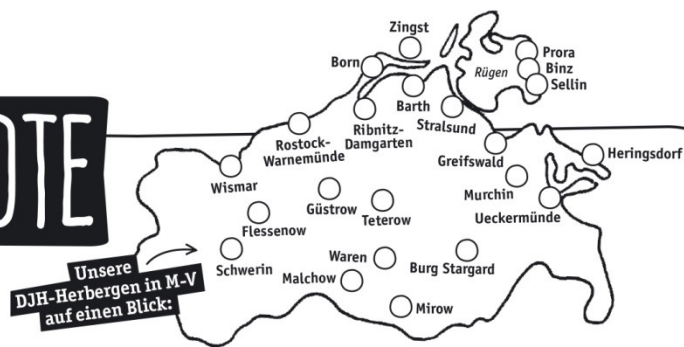 Zingst
Born
Prora
Rügen
Binz
Sellin
Barth
Ribnitz-
Damgarten
Stralsund
Rostock-
Warnemünde
Greifswald
Heringsdorf
Wismar
Murchin
Ueckermünde
Güstrow
Teterow
Flessenow
Schwerin
Waren
Burg Stargard
Malchow
Mirow
OTE
Unsere
DJH-Herbergen in M-V
auf einen Blick: